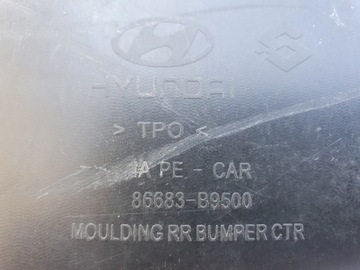 HYUNDAI
> TPO <
IA PE - CAR
86683-B9500
MOULDING RR BUMPER CTR